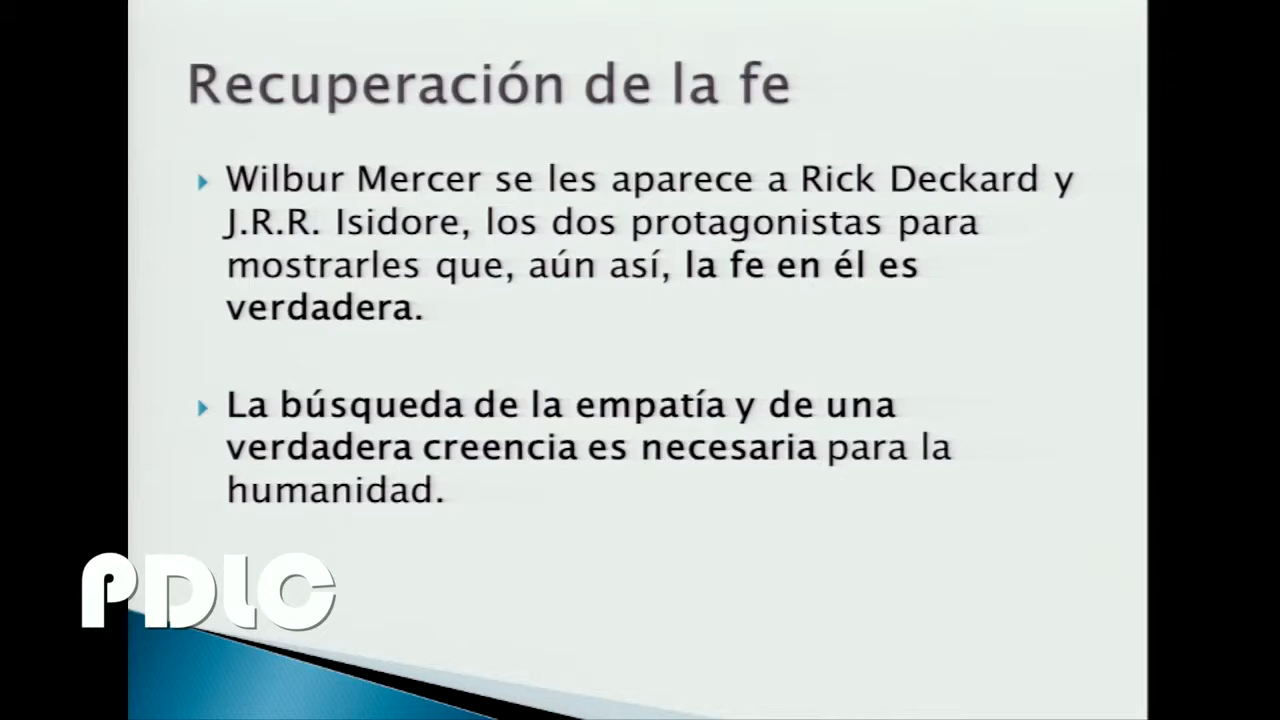 Recuperación de la fe
Wilbur Mercer se les aparece a Rick Deckard y
J.R.R. Isidore, los dos protagonistas para
mostrarles que, aún así, la fe en él es
verdadera.
La búsqueda de la empatía y de una
verdadera creencia es necesaria para la
humanidad.
PDLC